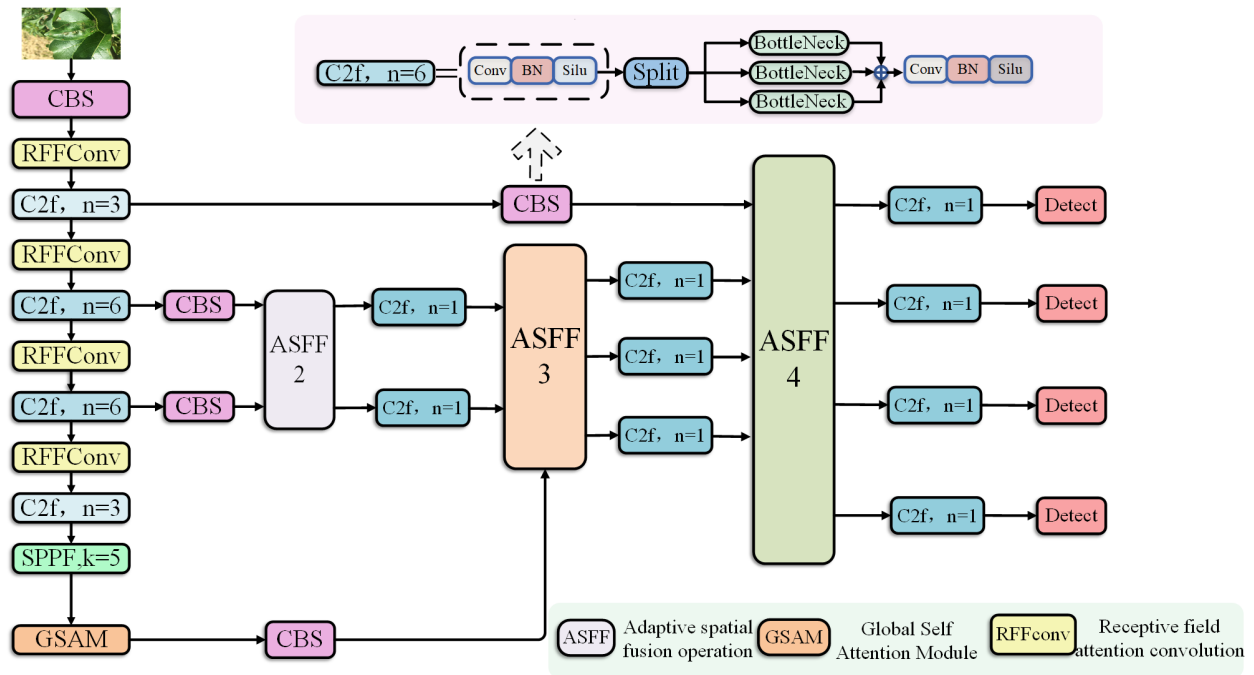 C2f, n=6
=
Conv BN Silu
Split
BottleNeck
BottleNeck
BottleNeck
Conv BN Silu
1
CBS
RFFConv
C2f, n=3
CBS
C2f, n=1
Detect
RFFConv
C2f, n=6
CBS
ASFF
2
C2f, n=1
ASFF
3
C2f, n=1
ASFF
4
C2f, n=1
Detect
RFFConv
C2f, n=1
C2f, n=6
CBS
C2f, n=1
C2f, n=1
C2f, n=1
Detect
RFFConv
C2f, n=3
C2f, n=1
Detect
SPPF,k=5
GSAM
CBS
ASFF
Adaptive spatial
fusion operation
GSAM
Global Self
Attention Module
RFFconv
Receptive field
attention convolution